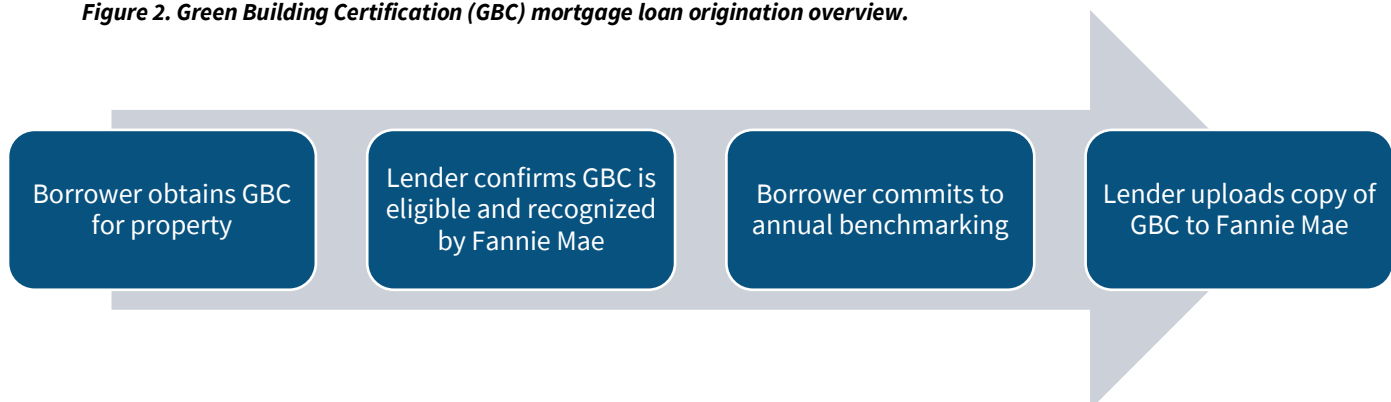 Figure 2. Green Building Certification (GBC) mortgage loan origination overview.
Borrower obtains GBC
for property
Lender confirms GBC is
eligible and recognized
by Fannie Mae
Borrower commits to
annual benchmarking
Lender uploads copy of
GBC to Fannie Mae